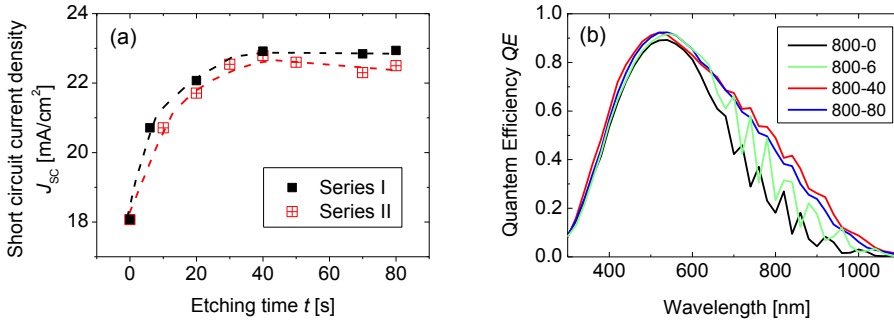 (a)
Short circuit current density
J_SC [mA/cm²]
24
22
20
18
16
0
20
40
60
80
Etching time t [s]
Series I
Series II
(b)
Quantem Efficiency QE
1.0
0.8
0.6
0.4
0.2
0.0
400
600
800
1000
Wavelength [nm]
800-0
800-6
800-40
800-80